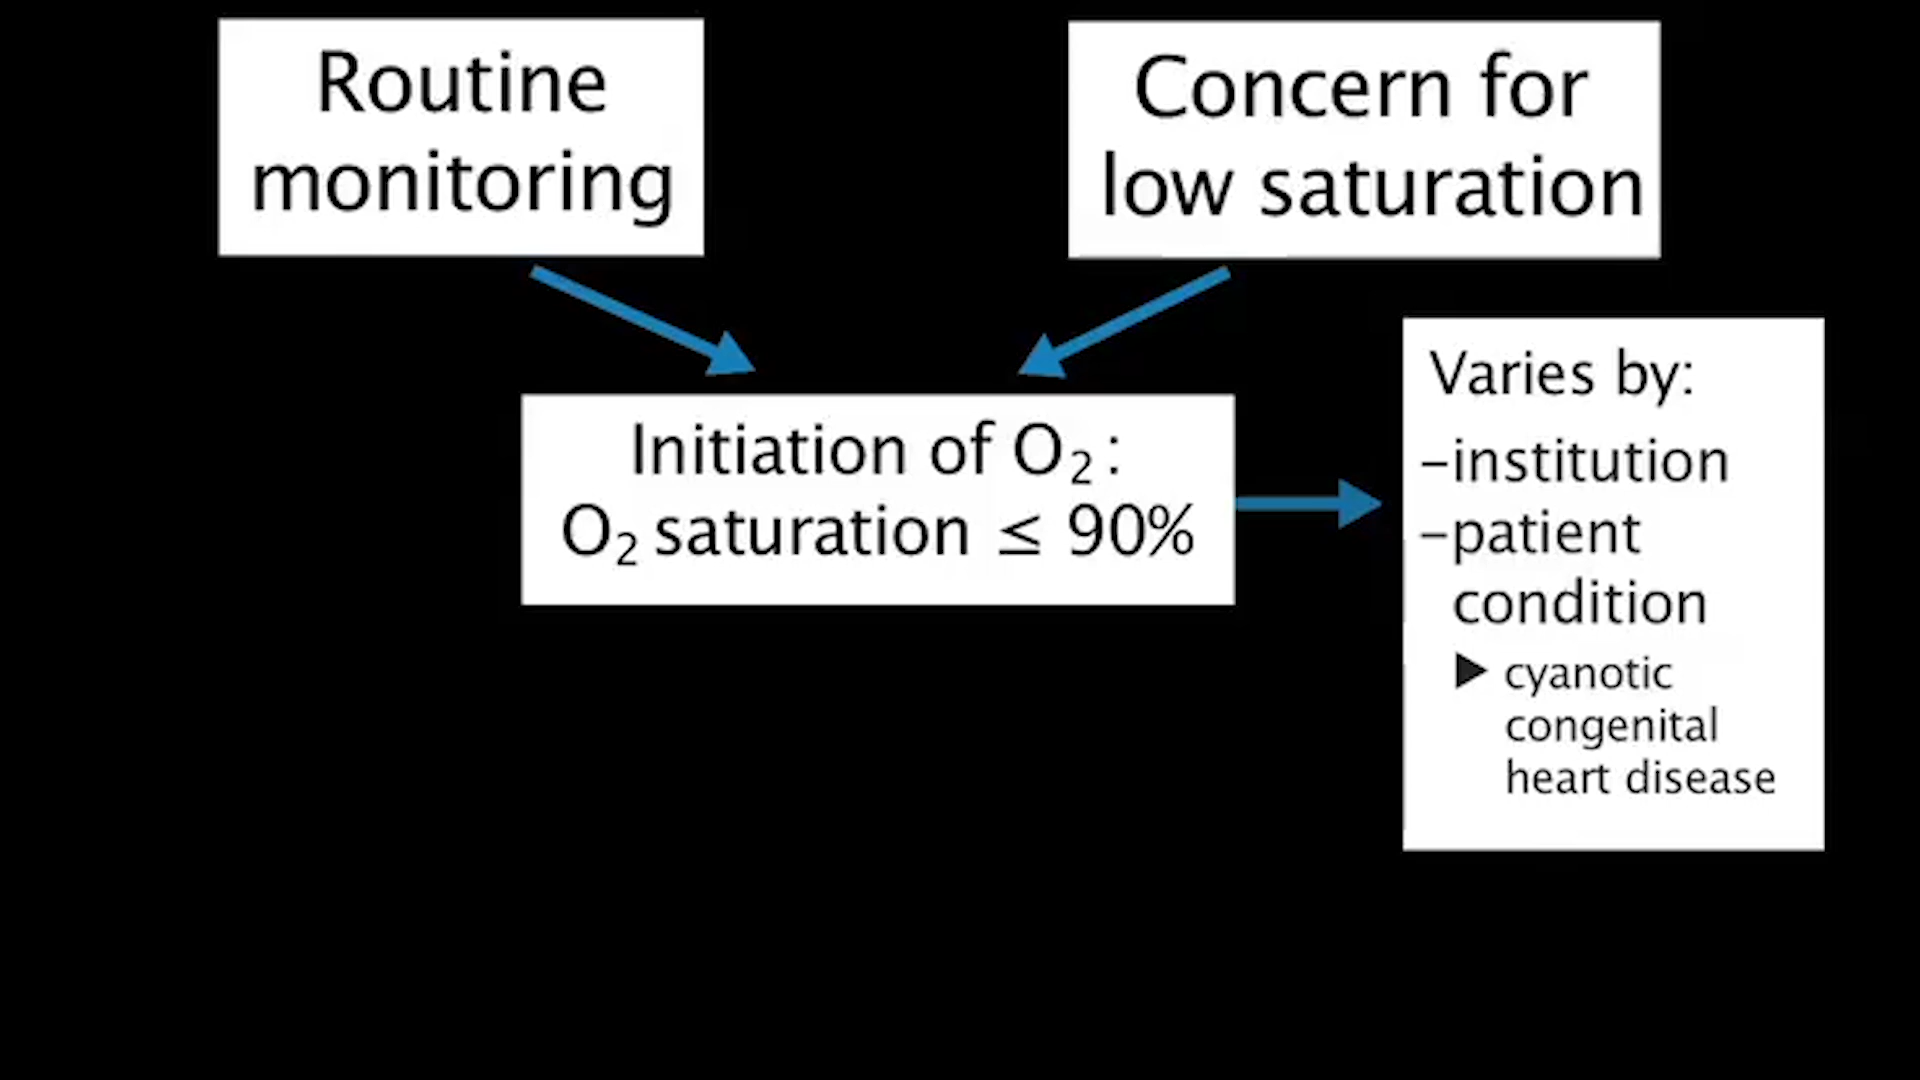 Routine
monitoring
Concern for
low saturation
Initiation of O₂:
O₂ saturation ≤ 90%
Varies by:
–institution
–patient
condition
▶ cyanotic
congenital
heart disease